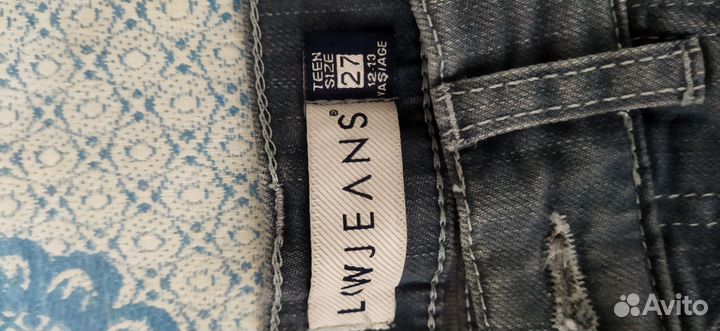 TEEN
SIZE
27
12-13
YAŞ/AGE
LCW JEANS®
Avito